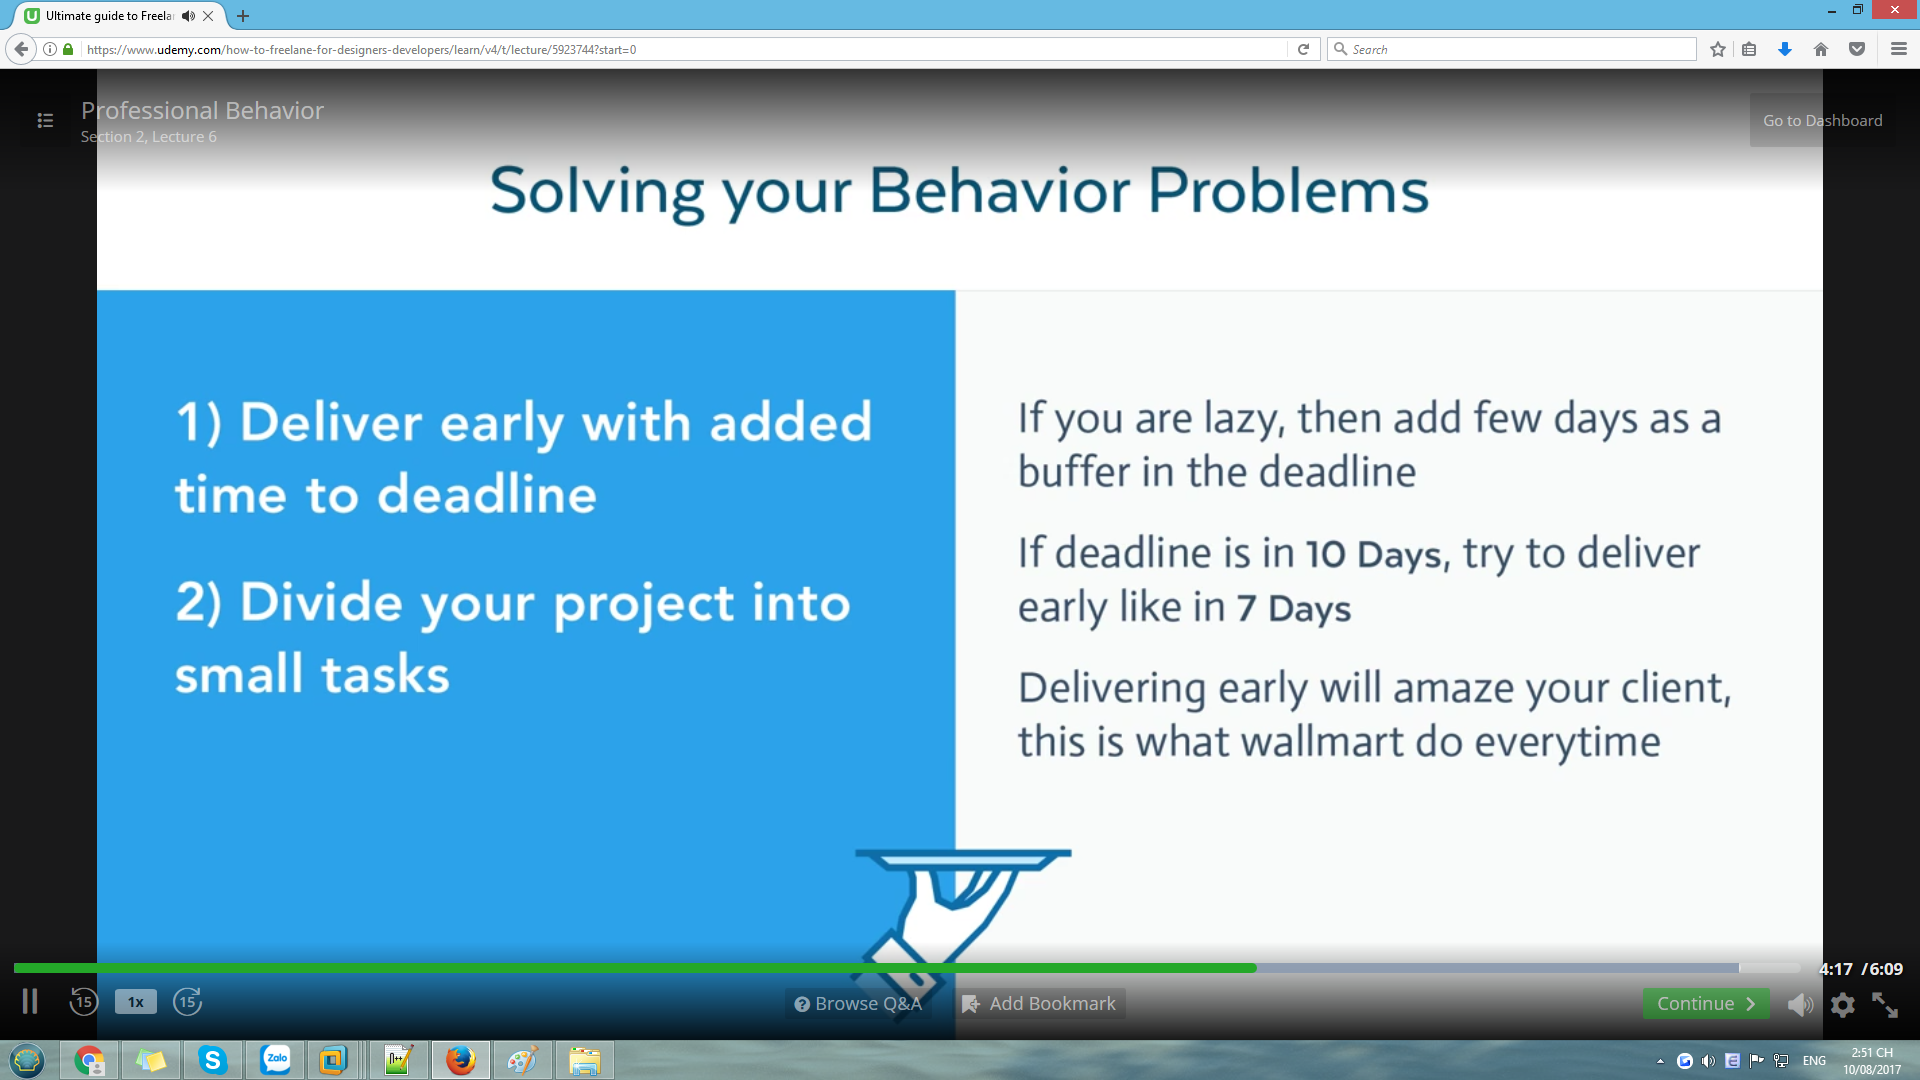 Ultimate guide to Freela
https://www.udemy.com/how-to-freelane-for-designers-developers/learn/v4/t/lecture/5923744?start=0
Search
Professional Behavior
Section 2, Lecture 6
Go to Dashboard
Solving your Behavior Problems
1) Deliver early with added
time to deadline
2) Divide your project into
small tasks
If you are lazy, then add few days as a
buffer in the deadline
If deadline is in 10 Days, try to deliver
early like in 7 Days
Delivering early will amaze your client,
this is what wallmart do everytime
4:17 / 6:09
15
1x
15
Browse Q&A
Add Bookmark
Continue
Zalo
ENG
2:51 CH
10/08/2017